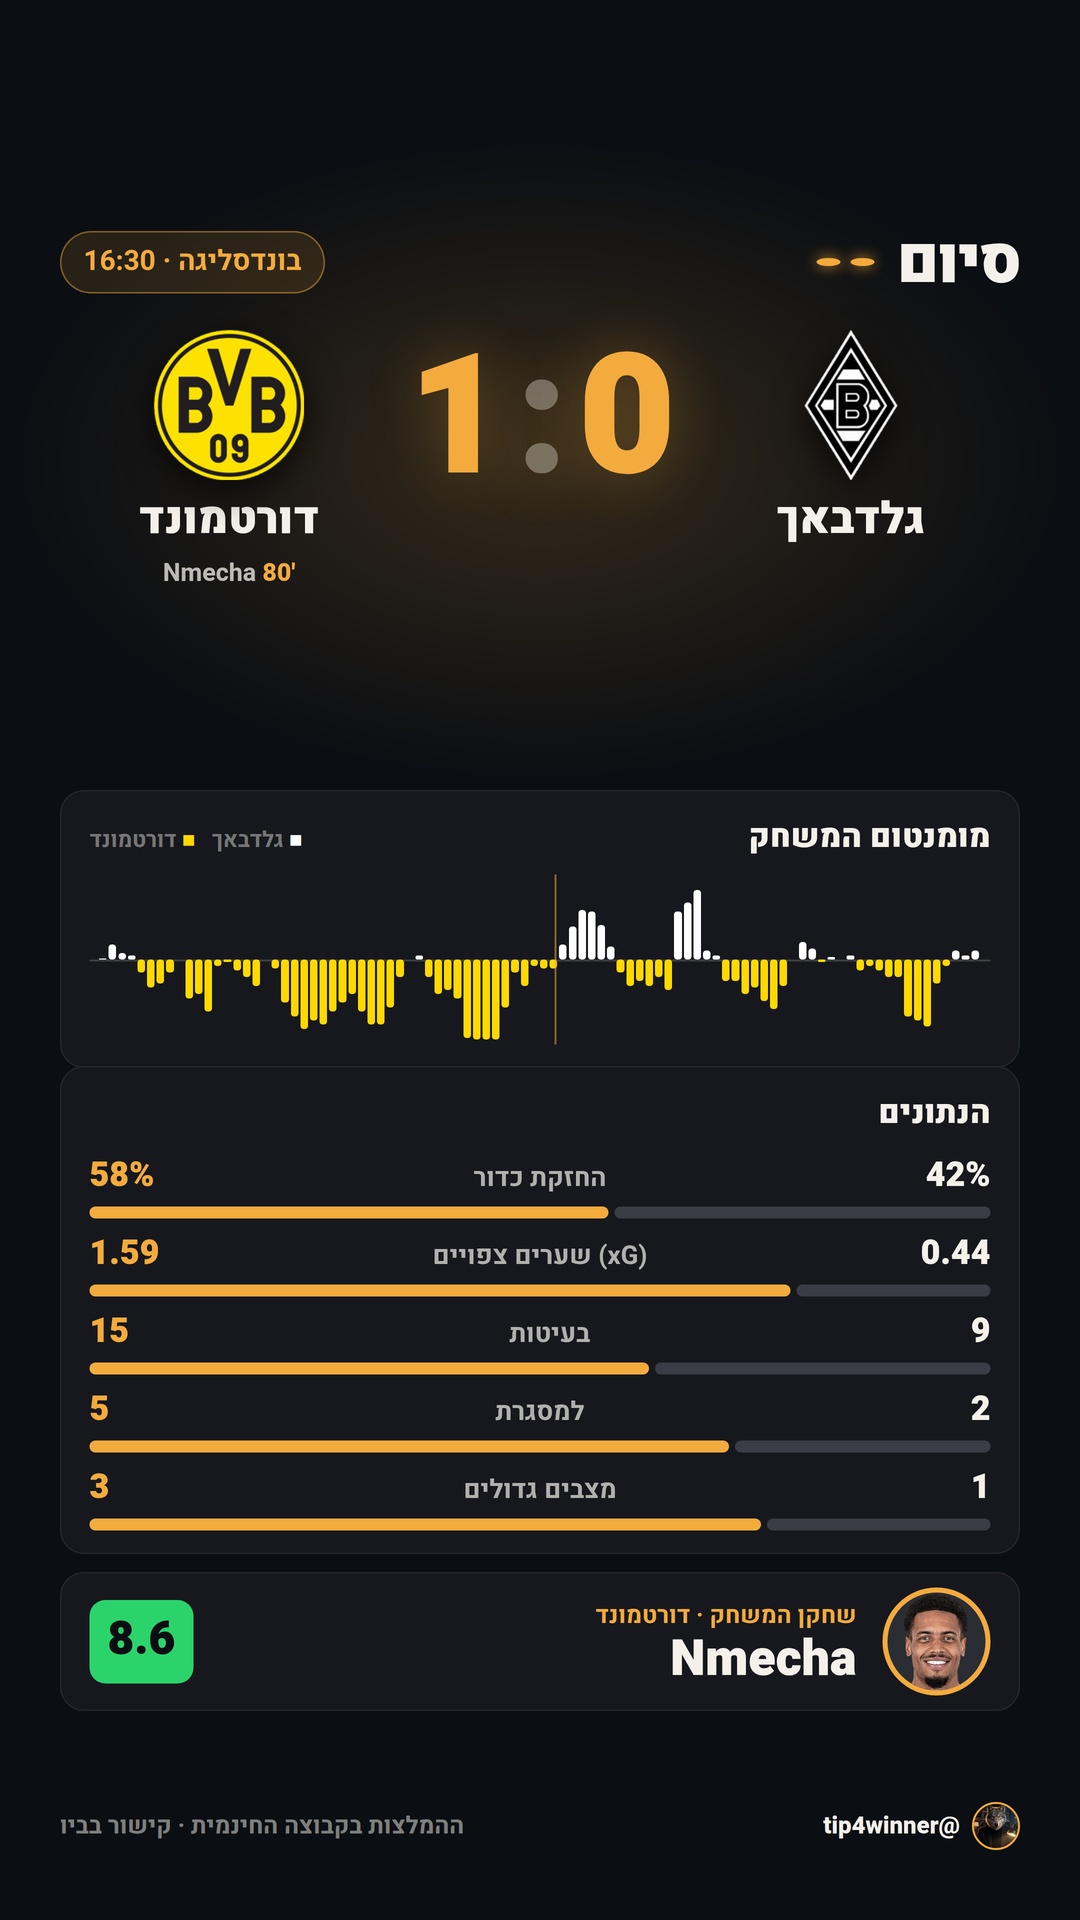 סיום
בונדסליגה · 16:30
BVB 09
1:0
B
דורטמונד
גלדבאך
Nmecha 80'
מומנטום המשחק
גלדבאך
דורטמונד
הנתונים
42% החזקת כדור 58%
0.44 שערים צפויים (xG) 1.59
9 בעיטות 15
2 למסגרת 5
1 מצבים גדולים 3
שחקן המשחק · דורטמונד
Nmecha
8.6
tip4winner@
ההמלצות בקבוצה החינמית · קישור בביו